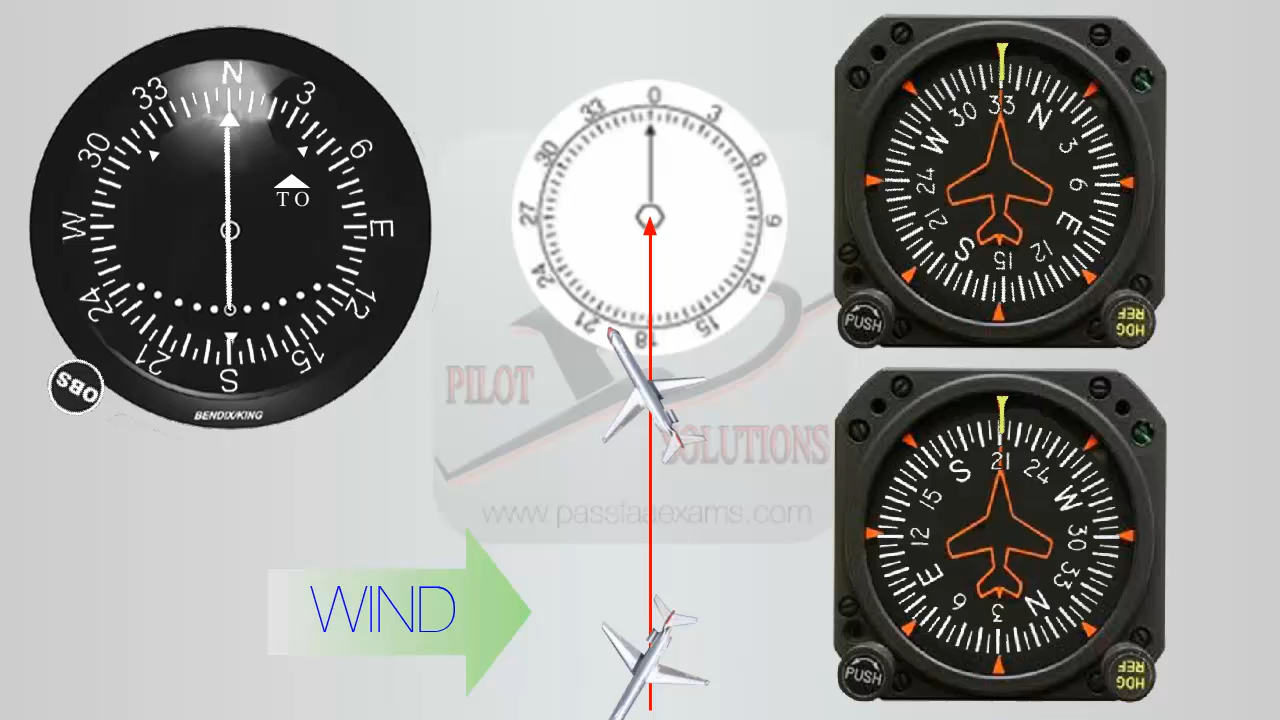 N
33 3
30 6
TO
W E
24 12
21 15
S
OBS
BENDIX/KING
0
33 3
30 6
27 9
24 12
21 15
18
PILOT
SOLUTIONS
www.passfaaexams.com
WIND
33
30 N
W 3
24 6
21 E
S 12
15
PUSH
HDG
REF
21
S 24
15 W
12 30
E 33
6 N
3
PUSH
HDG
REF